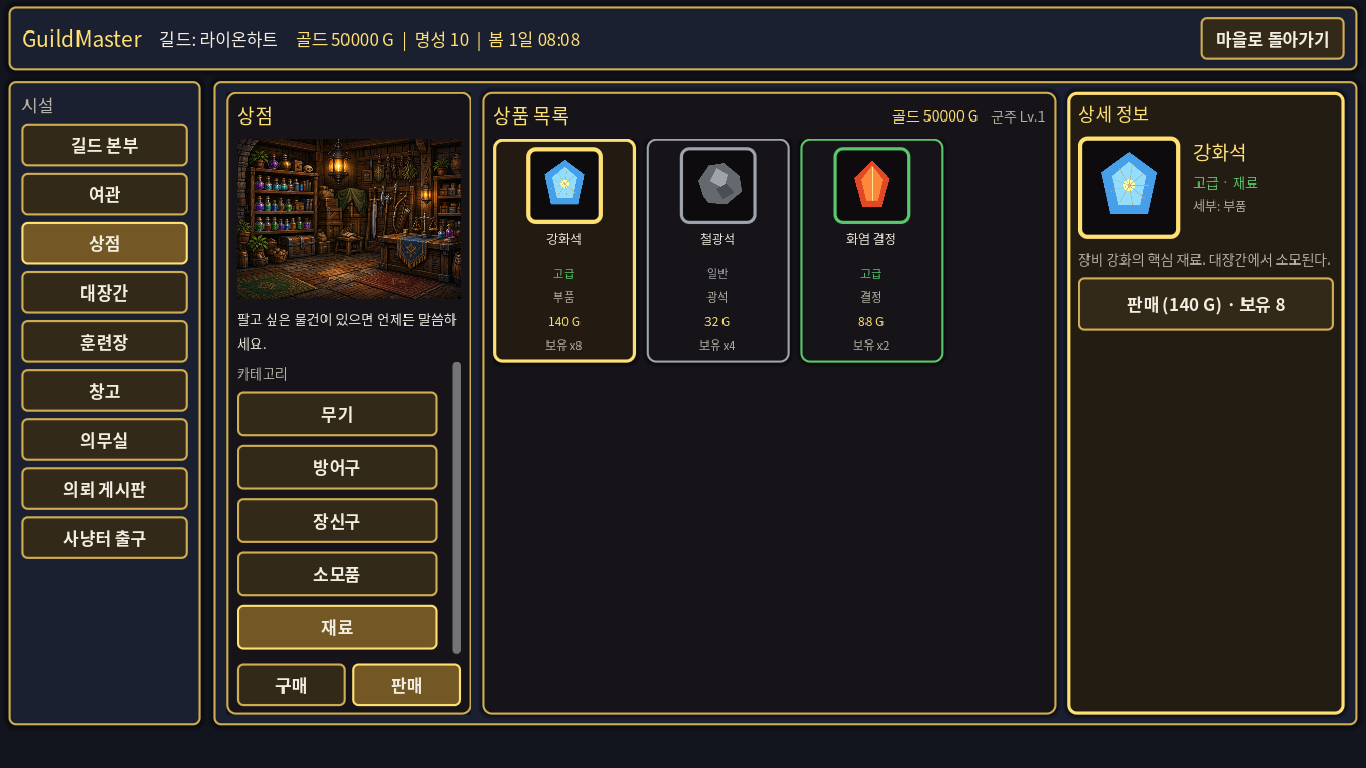 GuildMaster 길드: 라이온하트 골드 50000 G | 명성 10 | 봄 1일 08:08
마을로 돌아가기
시설
길드 본부
여관
상점
대장간
훈련장
창고
의무실
의뢰 게시판
사냥터 출구
상점
팔고 싶은 물건이 있으면 언제든 말씀하
세요.
카테고리
무기
방어구
장신구
소모품
재료
구매
판매
상품 목록
골드 50000 G 군주 Lv.1
강화석
고급
부품
140 G
보유 x8
철광석
일반
광석
32 G
보유 x4
화염 결정
고급
결정
88 G
보유 x2
상세 정보
강화석
고급 · 재료
세부: 부품
장비 강화의 핵심 재료. 대장간에서 소모된다.
판매 (140 G) · 보유 8